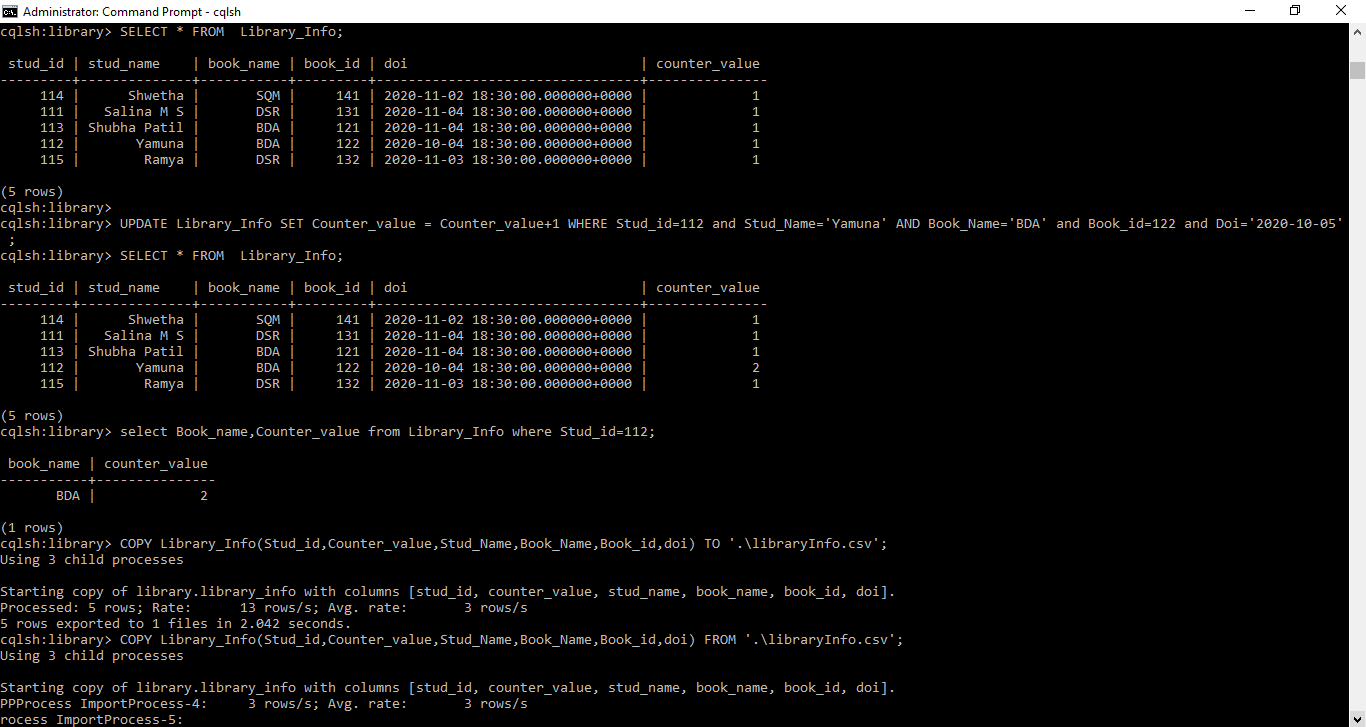 Administrator: Command Prompt - cqlsh
cqlsh:library> SELECT * FROM  Library_Info;
 stud_id | stud_name    | book_name | book_id | doi                             | counter_value
---------+--------------+-----------+---------+---------------------------------+---------------
     114 |      Shwetha |       SQM |     141 | 2020-11-02 18:30:00.000000+0000 |             1
     111 |   Salina M S |       DSR |     131 | 2020-11-04 18:30:00.000000+0000 |             1
     113 | Shubha Patil |       BDA |     121 | 2020-11-04 18:30:00.000000+0000 |             1
     112 |       Yamuna |       BDA |     122 | 2020-10-04 18:30:00.000000+0000 |             1
     115 |        Ramya |       DSR |     132 | 2020-11-03 18:30:00.000000+0000 |             1
(5 rows)
cqlsh:library>
cqlsh:library> UPDATE Library_Info SET Counter_value = Counter_value+1 WHERE Stud_id=112 and Stud_Name='Yamuna' AND Book_Name='BDA' and Book_id=122 and Doi='2020-10-05'
 ;
cqlsh:library> SELECT * FROM  Library_Info;
 stud_id | stud_name    | book_name | book_id | doi                             | counter_value
---------+--------------+-----------+---------+---------------------------------+---------------
     114 |      Shwetha |       SQM |     141 | 2020-11-02 18:30:00.000000+0000 |             1
     111 |   Salina M S |       DSR |     131 | 2020-11-04 18:30:00.000000+0000 |             1
     113 | Shubha Patil |       BDA |     121 | 2020-11-04 18:30:00.000000+0000 |             1
     112 |       Yamuna |       BDA |     122 | 2020-10-04 18:30:00.000000+0000 |             2
     115 |        Ramya |       DSR |     132 | 2020-11-03 18:30:00.000000+0000 |             1
(5 rows)
cqlsh:library> select Book_name,Counter_value from Library_Info where Stud_id=112;
 book_name | counter_value
-----------+---------------
       BDA |             2
(1 rows)
cqlsh:library> COPY Library_Info(Stud_id,Counter_value,Stud_Name,Book_Name,Book_id,doi) TO '.\libraryInfo.csv';
Using 3 child processes
Starting copy of library.library_info with columns [stud_id, counter_value, stud_name, book_name, book_id, doi].
Processed: 5 rows; Rate:      13 rows/s; Avg. rate:       3 rows/s
5 rows exported to 1 files in 2.042 seconds.
cqlsh:library> COPY Library_Info(Stud_id,Counter_value,Stud_Name,Book_Name,Book_id,doi) FROM '.\libraryInfo.csv';
Using 3 child processes
Starting copy of library.library_info with columns [stud_id, counter_value, stud_name, book_name, book_id, doi].
PPProcess ImportProcess-4:     3 rows/s; Avg. rate:       3 rows/s
rocess ImportProcess-5: